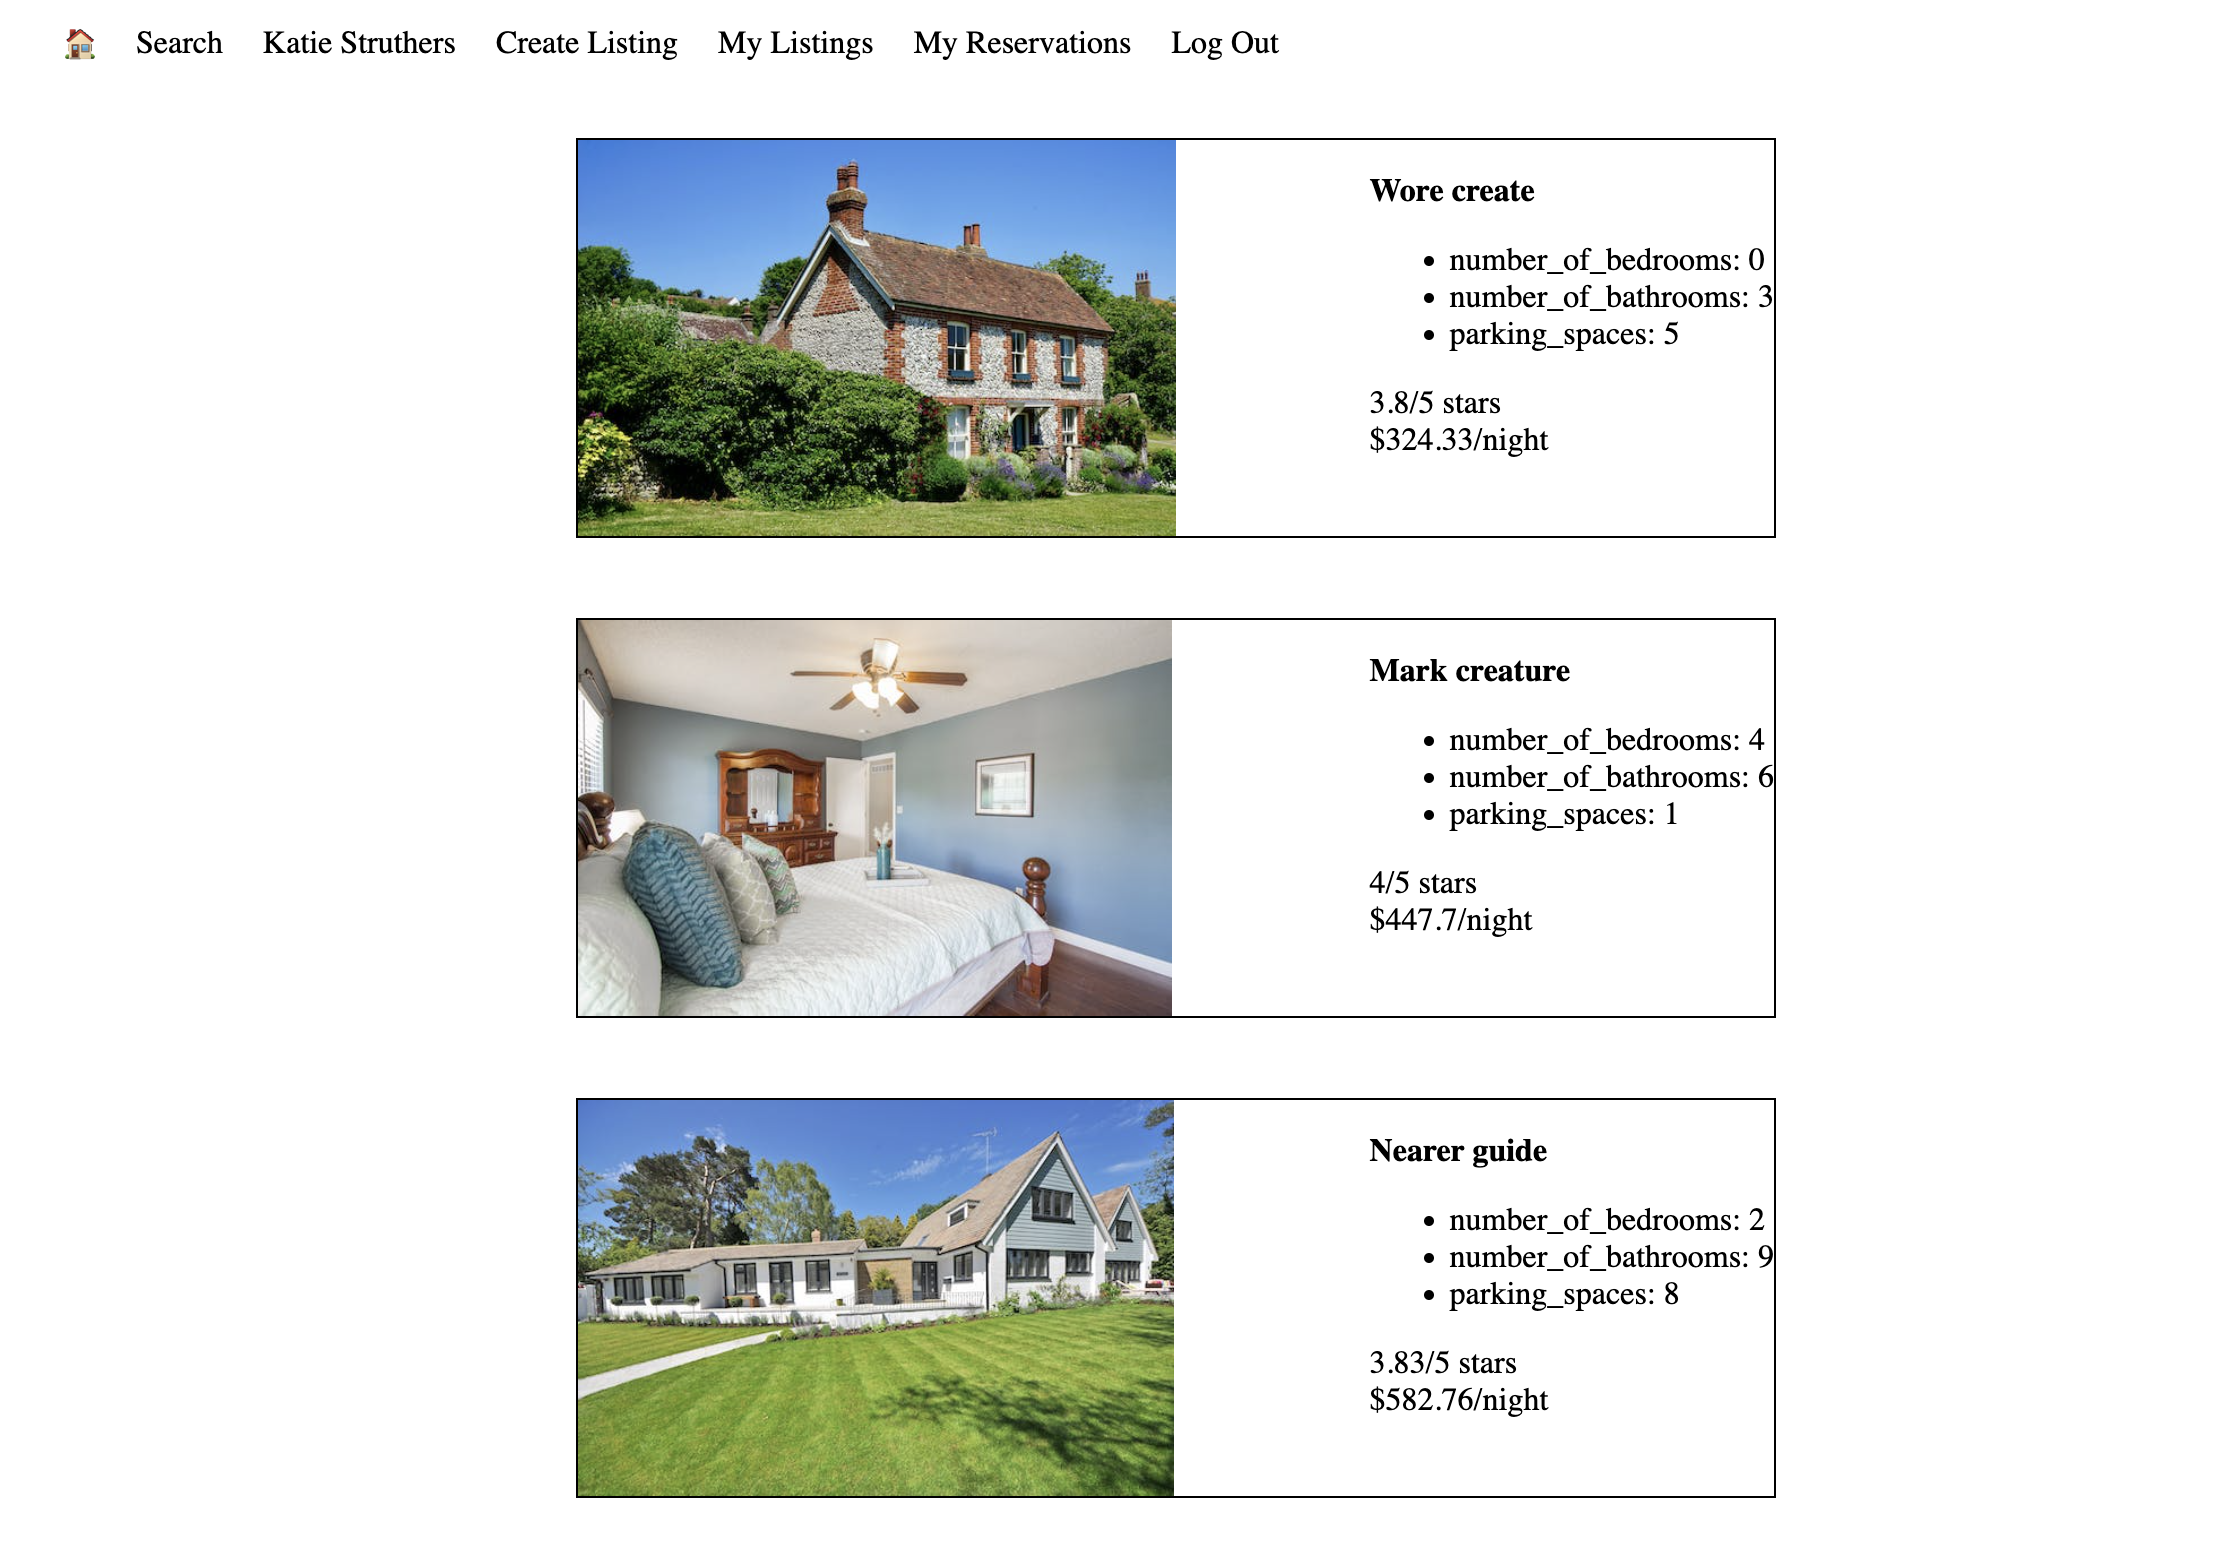 Search Katie Struthers Create Listing My Listings My Reservations Log Out
Wore create
number_of_bedrooms: 0
number_of_bathrooms: 3
parking_spaces: 5
3.8/5 stars
$324.33/night
Mark creature
number_of_bedrooms: 4
number_of_bathrooms: 6
parking_spaces: 1
4/5 stars
$447.7/night
Nearer guide
number_of_bedrooms: 2
number_of_bathrooms: 9
parking_spaces: 8
3.83/5 stars
$582.76/night